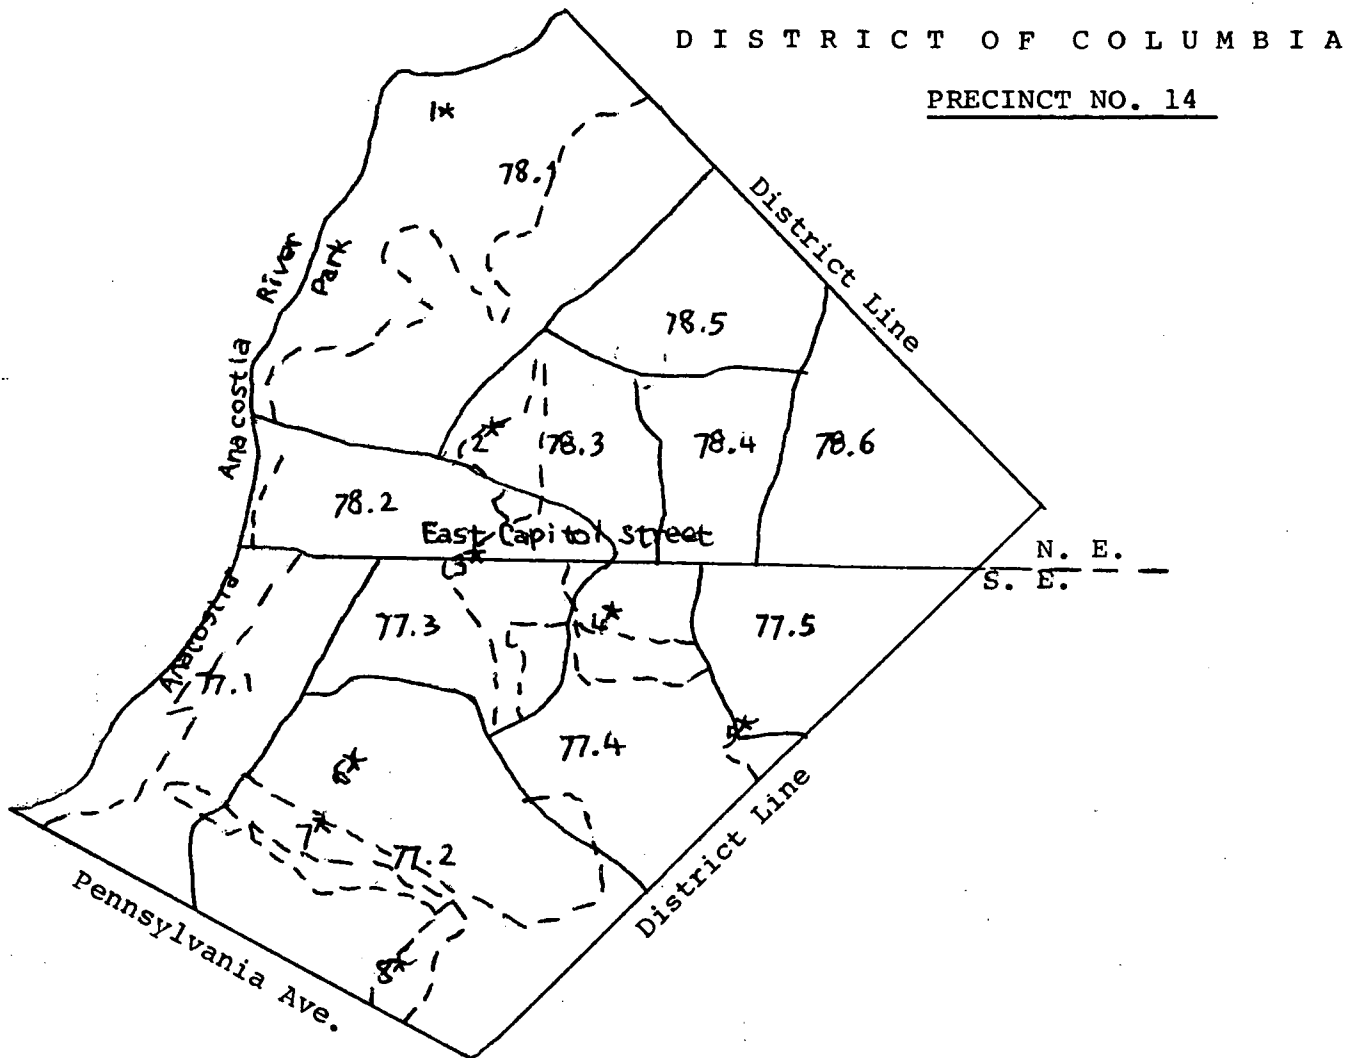 DISTRICT OF COLUMBIA
PRECINCT NO. 14
1*
78.1
District Line
River
Park
78.5
Anacostia
2*
78.3
78.4
78.6
78.2
East Capitol Street
3*
N. E.
S. E.
Anacostia
77.3
4*
77.5
77.1
77.4
5*
6*
7*
77.2
District Line
Pennsylvania Ave.
8*